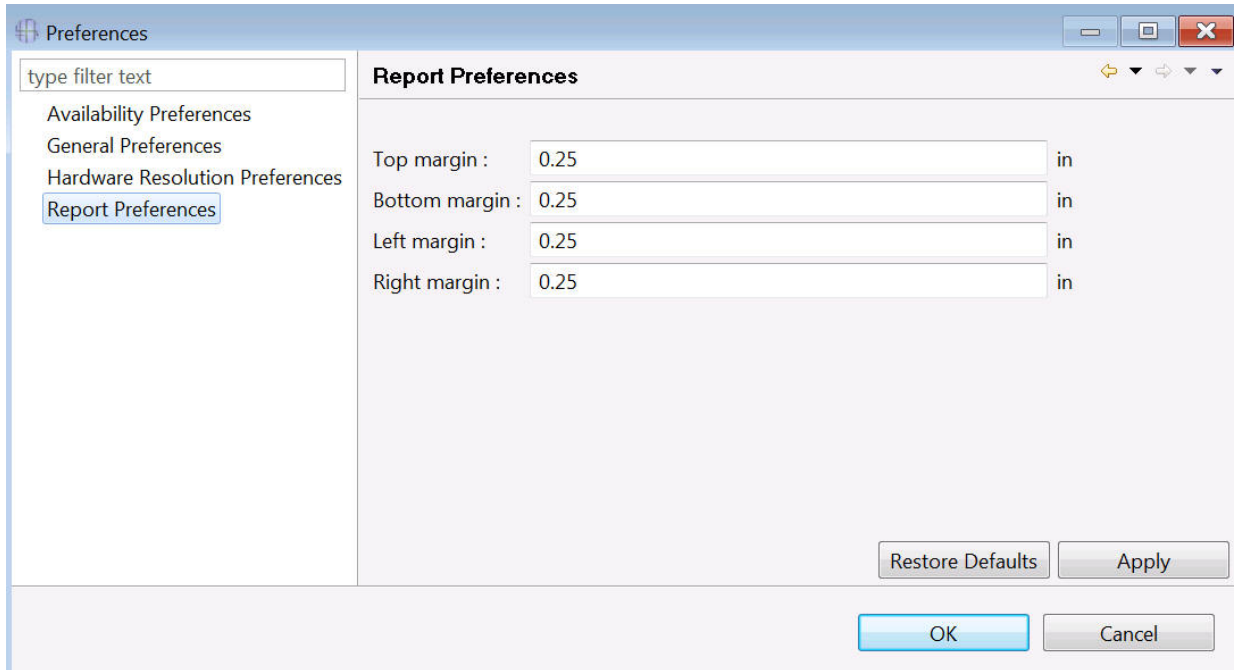 Preferences
type filter text
Availability Preferences
General Preferences
Hardware Resolution Preferences
Report Preferences
Report Preferences
Top margin : 0.25 in
Bottom margin : 0.25 in
Left margin : 0.25 in
Right margin : 0.25 in
Restore Defaults Apply
OK Cancel